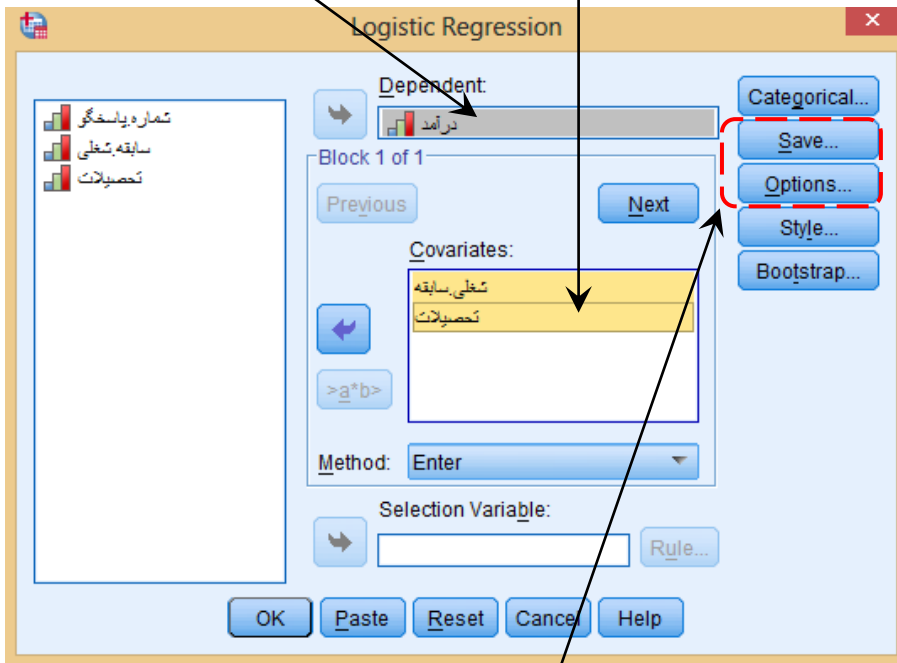 Logistic Regression
شماره.پاسخگر
سابقه.شغلی
تحصیلات
Dependent:
درآمد
Block 1 of 1
Previous
Next
Covariates:
شغلی.سابقه
تحصیلات
>a*b>
Method: Enter
Selection Variable:
Rule...
Categorical...
Save...
Options...
Style...
Bootstrap...
OK Paste Reset Cancel Help